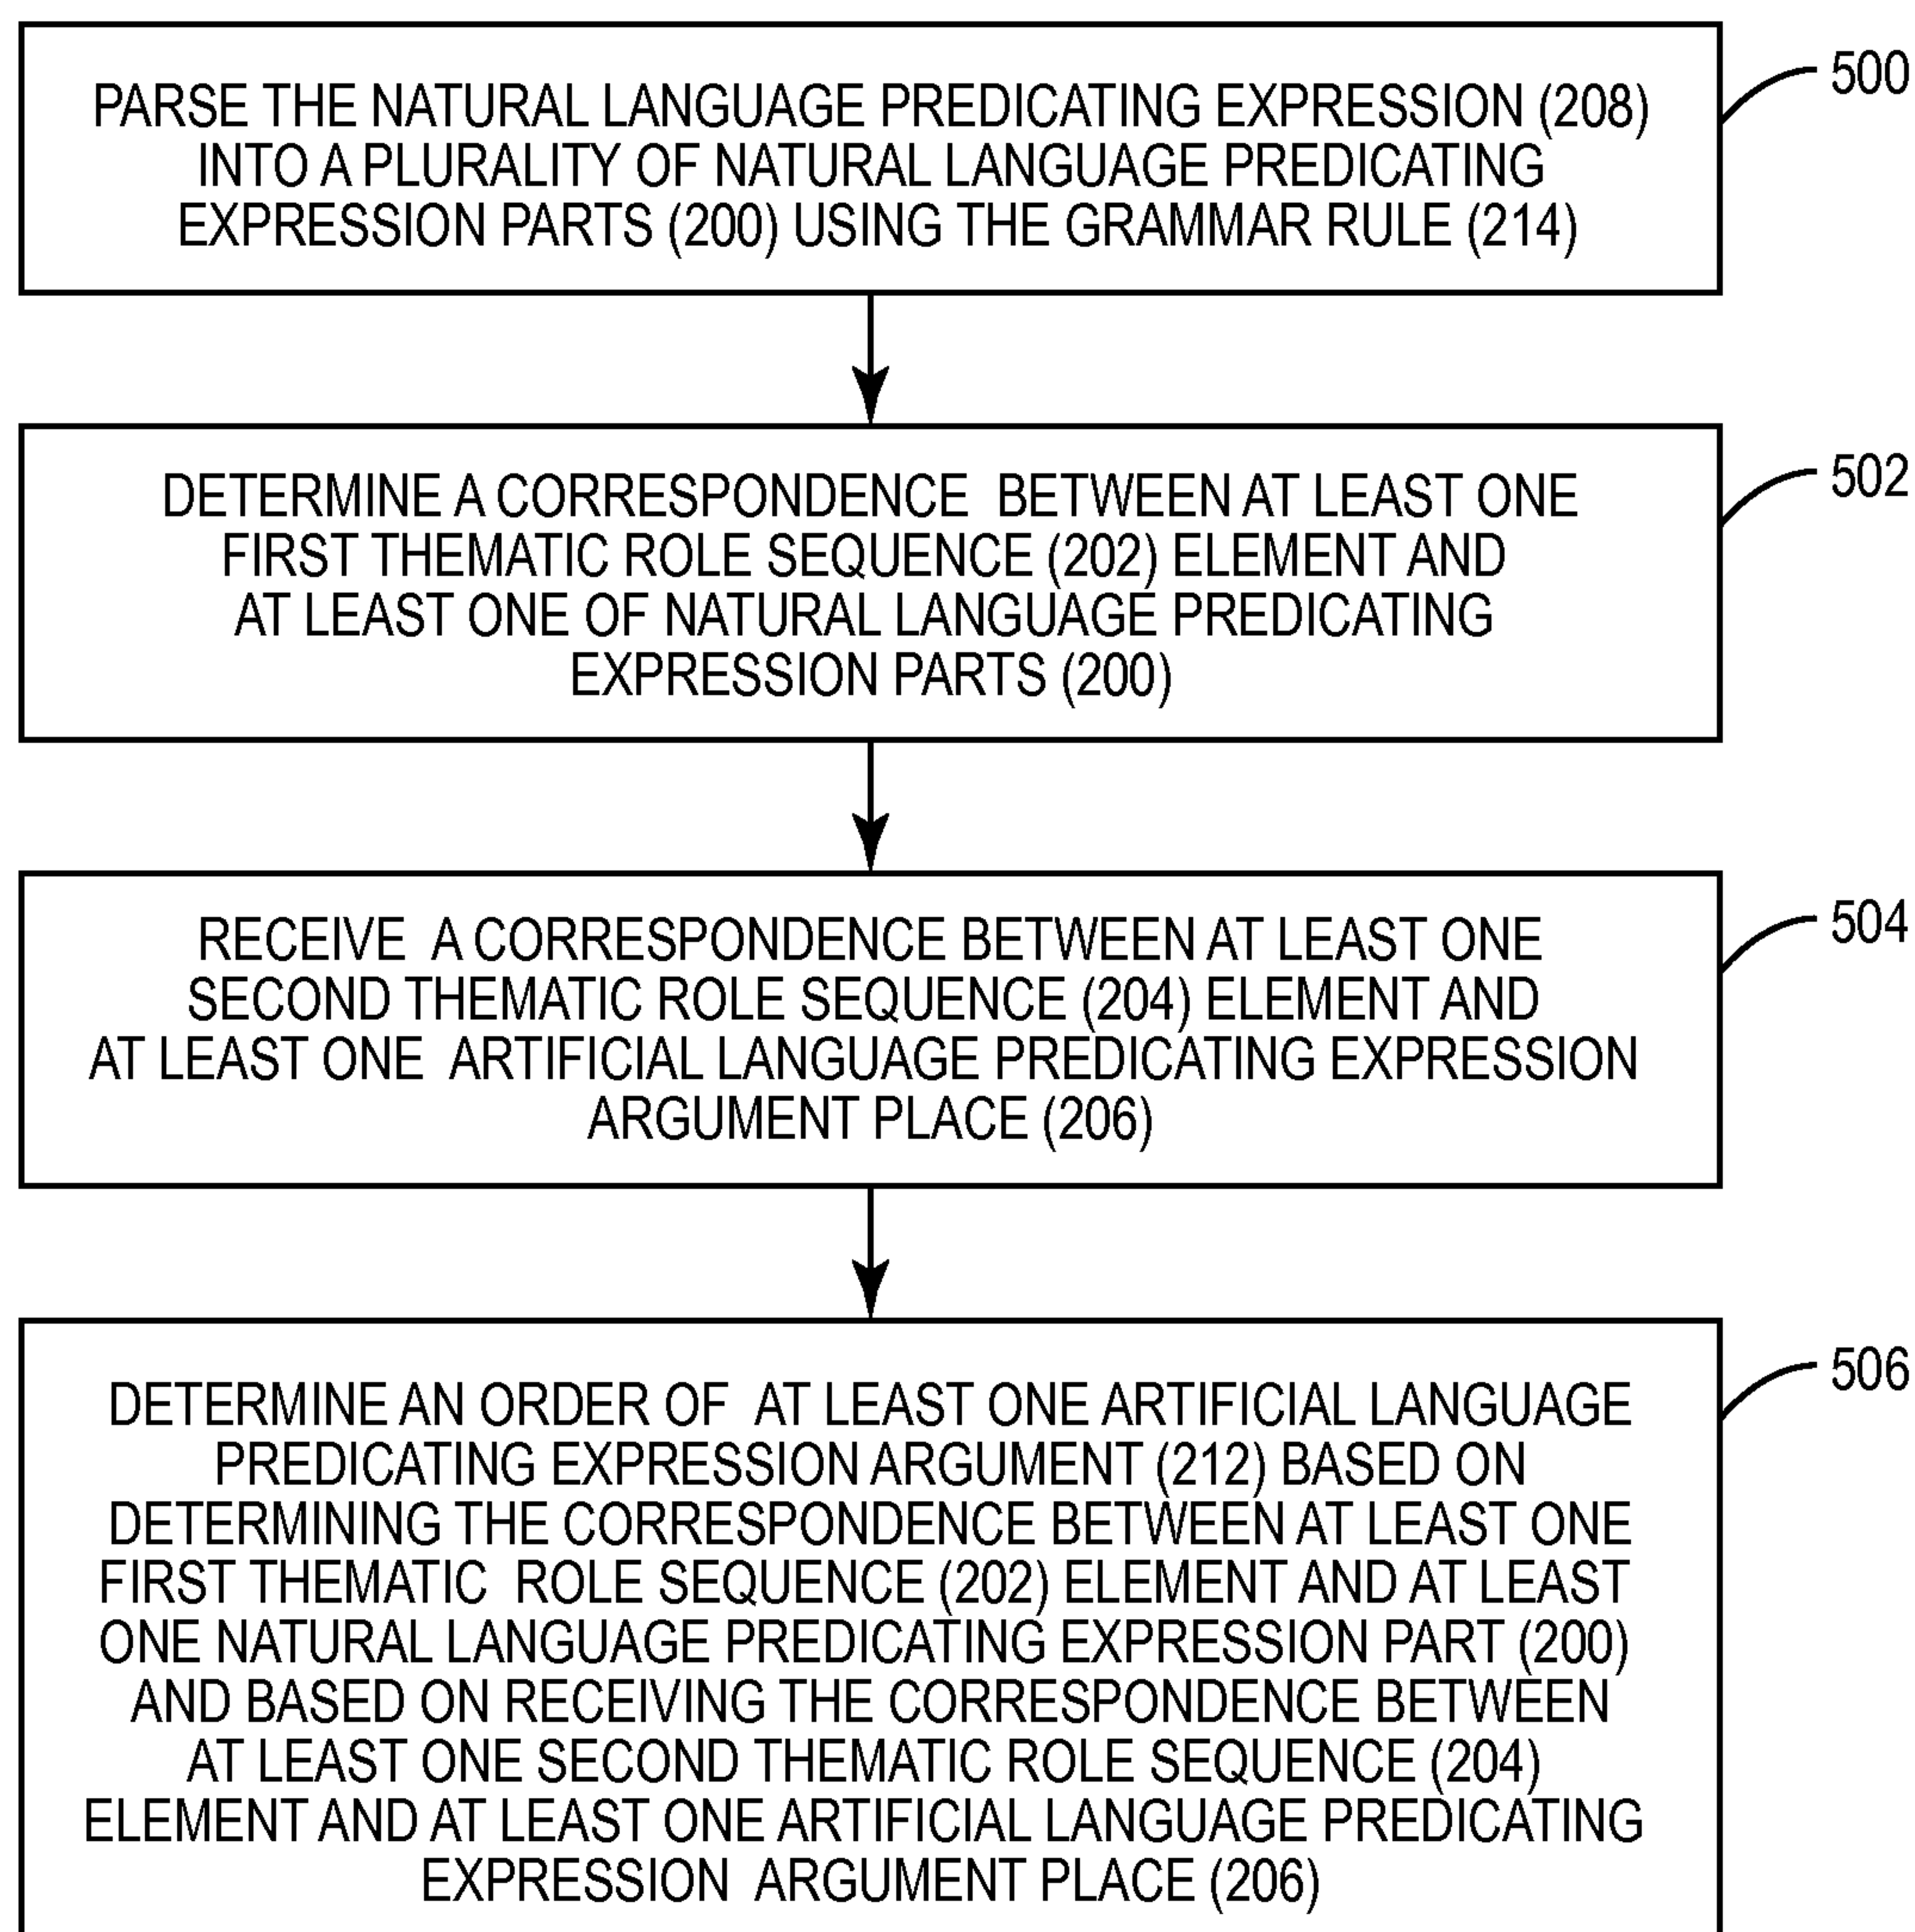 PARSE THE NATURAL LANGUAGE PREDICATING EXPRESSION (208)
INTO A PLURALITY OF NATURAL LANGUAGE PREDICATING
EXPRESSION PARTS (200) USING THE GRAMMAR RULE (214)
500
DETERMINE A CORRESPONDENCE BETWEEN AT LEAST ONE
FIRST THEMATIC ROLE SEQUENCE (202) ELEMENT AND
AT LEAST ONE OF NATURAL LANGUAGE PREDICATING
EXPRESSION PARTS (200)
502
RECEIVE A CORRESPONDENCE BETWEEN AT LEAST ONE
SECOND THEMATIC ROLE SEQUENCE (204) ELEMENT AND
AT LEAST ONE ARTIFICIAL LANGUAGE PREDICATING EXPRESSION
ARGUMENT PLACE (206)
504
DETERMINE AN ORDER OF AT LEAST ONE ARTIFICIAL LANGUAGE
PREDICATING EXPRESSION ARGUMENT (212) BASED ON
DETERMINING THE CORRESPONDENCE BETWEEN AT LEAST ONE
FIRST THEMATIC ROLE SEQUENCE (202) ELEMENT AND AT LEAST
ONE NATURAL LANGUAGE PREDICATING EXPRESSION PART (200)
AND BASED ON RECEIVING THE CORRESPONDENCE BETWEEN
AT LEAST ONE SECOND THEMATIC ROLE SEQUENCE (204)
ELEMENT AND AT LEAST ONE ARTIFICIAL LANGUAGE PREDICATING
EXPRESSION ARGUMENT PLACE (206)
506